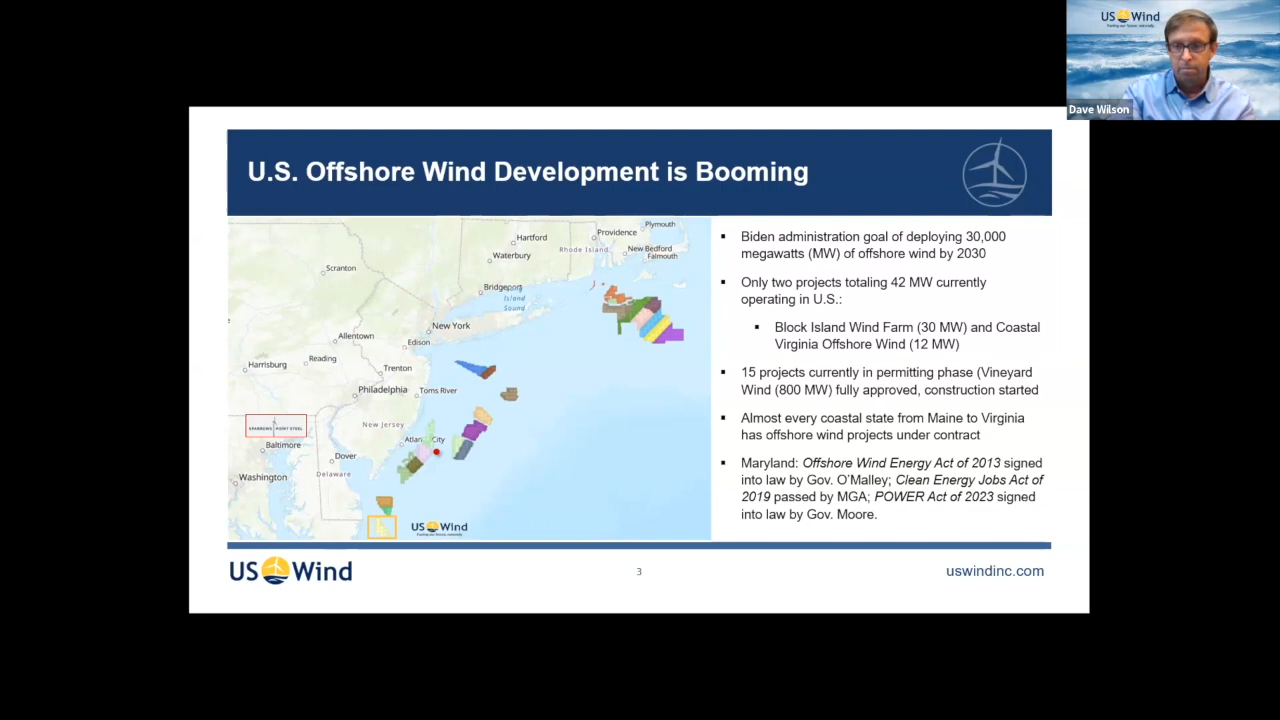 US Wind
Dave Wilson
U.S. Offshore Wind Development is Booming
Plymouth
Hartford
Providence
Rhode Island
New Bedford
Waterbury
Falmouth
Scranton
Bridgeport
Island
Sound
New York
Allentown
Edison
Reading
Harrisburg
Trenton
Philadelphia
Toms River
SPARROWS POINT STEEL
New Jersey
Atlan City
Baltimore
Dover
Delaware
Washington
US Wind
▪ Biden administration goal of deploying 30,000
megawatts (MW) of offshore wind by 2030
▪ Only two projects totaling 42 MW currently
operating in U.S.:
▪ Block Island Wind Farm (30 MW) and Coastal
Virginia Offshore Wind (12 MW)
▪ 15 projects currently in permitting phase (Vineyard
Wind (800 MW) fully approved, construction started
▪ Almost every coastal state from Maine to Virginia
has offshore wind projects under contract
▪ Maryland: Offshore Wind Energy Act of 2013 signed
into law by Gov. O’Malley; Clean Energy Jobs Act of
2019 passed by MGA; POWER Act of 2023 signed
into law by Gov. Moore.
US Wind
3
uswindinc.com